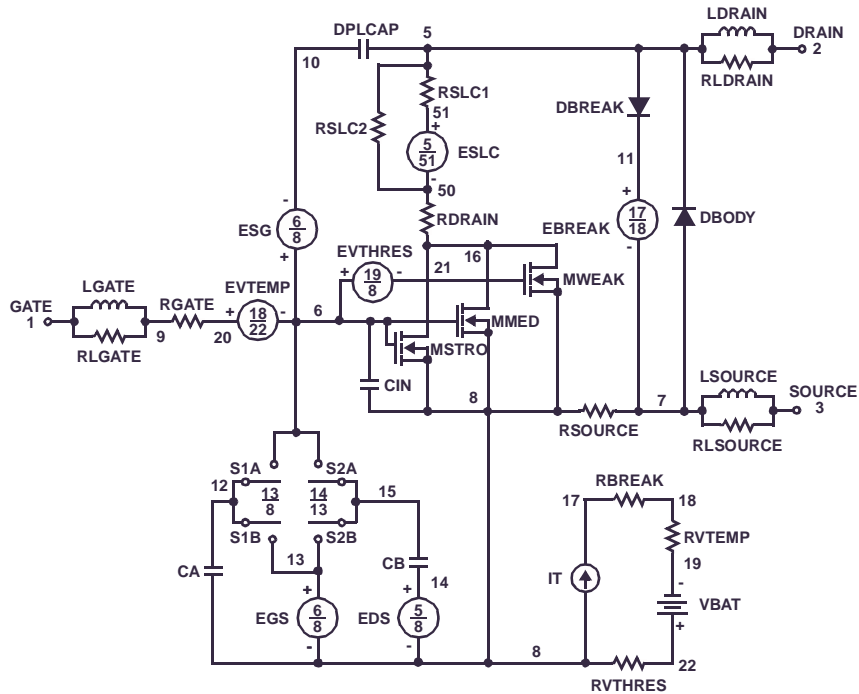 LDRAIN
DPLCAP
5
DRAIN
2
10
RLDRAIN
RSLC1
51
+
RSLC2
DBREAK
5
51
ESLC
-
11
50
-
+
6
8
ESG
RDRAIN
17
18
EBREAK
DBODY
+
EVTHRES
16
-
+
19
8
-
21
MWEAK
LGATE
EVTEMP
GATE
1
RGATE
+
18
22
-
6
MMED
9
20
MSTRO
RLGATE
LSOURCE
CIN
8
7
SOURCE
3
RSOURCE
RLSOURCE
S1A
S2A
12
13
8
14
13
15
RBREAK
17
18
S1B
S2B
RVTEMP
13
CB
19
CA
IT
14
-
+
+
VBAT
EGS
6
8
EDS
5
8
+
-
-
8
22
RVTHRES